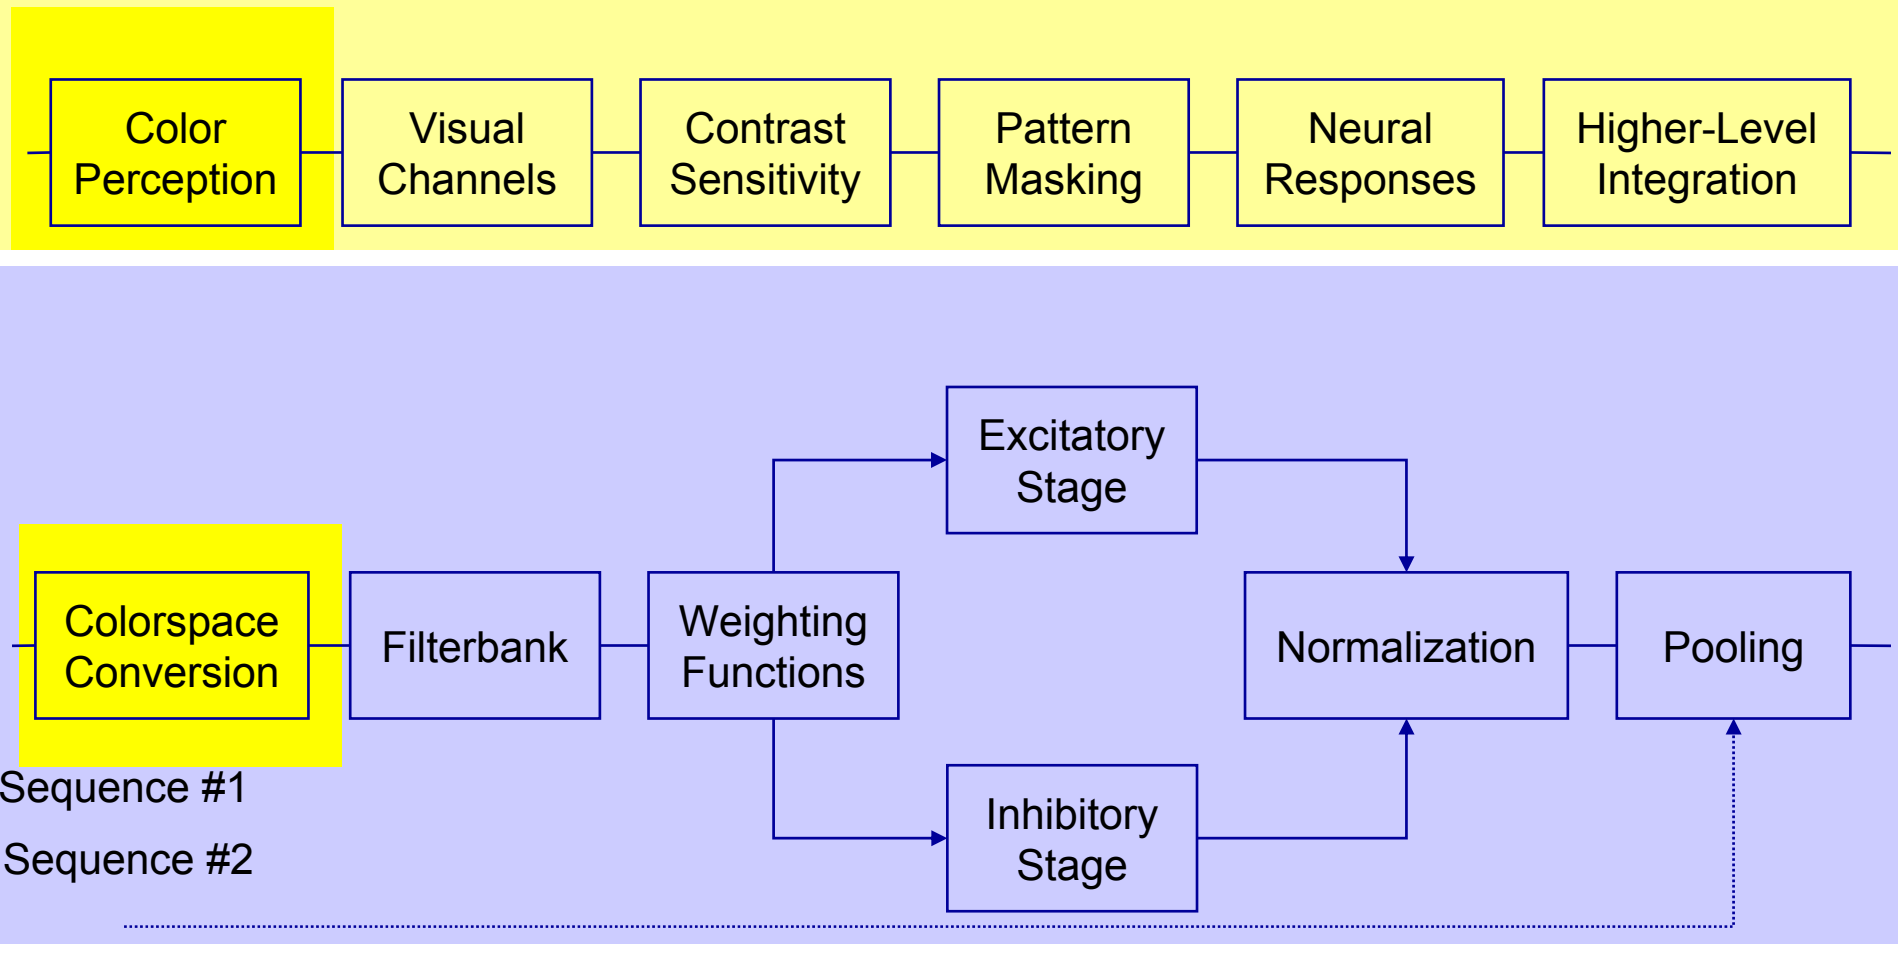 Color
Perception
Visual
Channels
Contrast
Sensitivity
Pattern
Masking
Neural
Responses
Higher-Level
Integration
Excitatory
Stage
Colorspace
Conversion
Filterbank
Weighting
Functions
Normalization
Pooling
Sequence #1
Inhibitory
Stage
Sequence #2